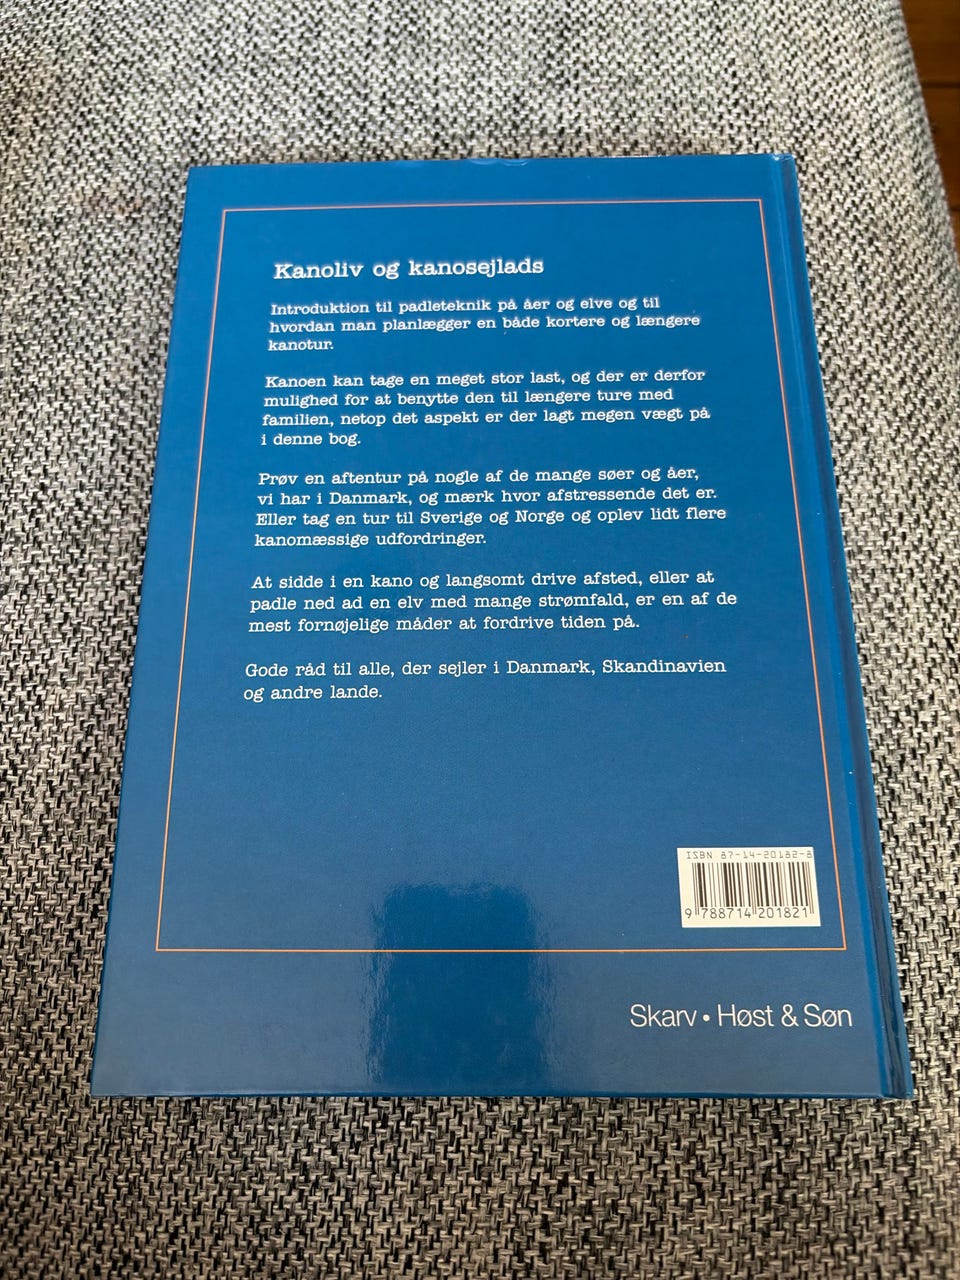 Kanoliv og kanosejlads
Introduktion til padleteknik på åer og elve og til
hvordan man planlægger en både kortere og længere
kanotur.
Kanoen kan tage en meget stor last, og der er derfor
mulighed for at benytte den til længere ture med
familien, netop det aspekt er der lagt megen vægt på
i denne bog.
Prøv en aftentur på nogle af de mange søer og åer,
vi har i Danmark, og mærk hvor afstressende det er.
Eller tag en tur til Sverige og Norge og oplev lidt flere
kanomæssige udfordringer.
At sidde i en kano og langsomt drive afsted, eller at
padle ned ad en elv med mange strømfald, er en af de
mest fornøjelige måder at fordrive tiden på.
Gode råd til alle, der sejler i Danmark, Skandinavien
og andre lande.
ISBN 87-14-20182-8
9 788714 201821
Skarv • Høst & Søn